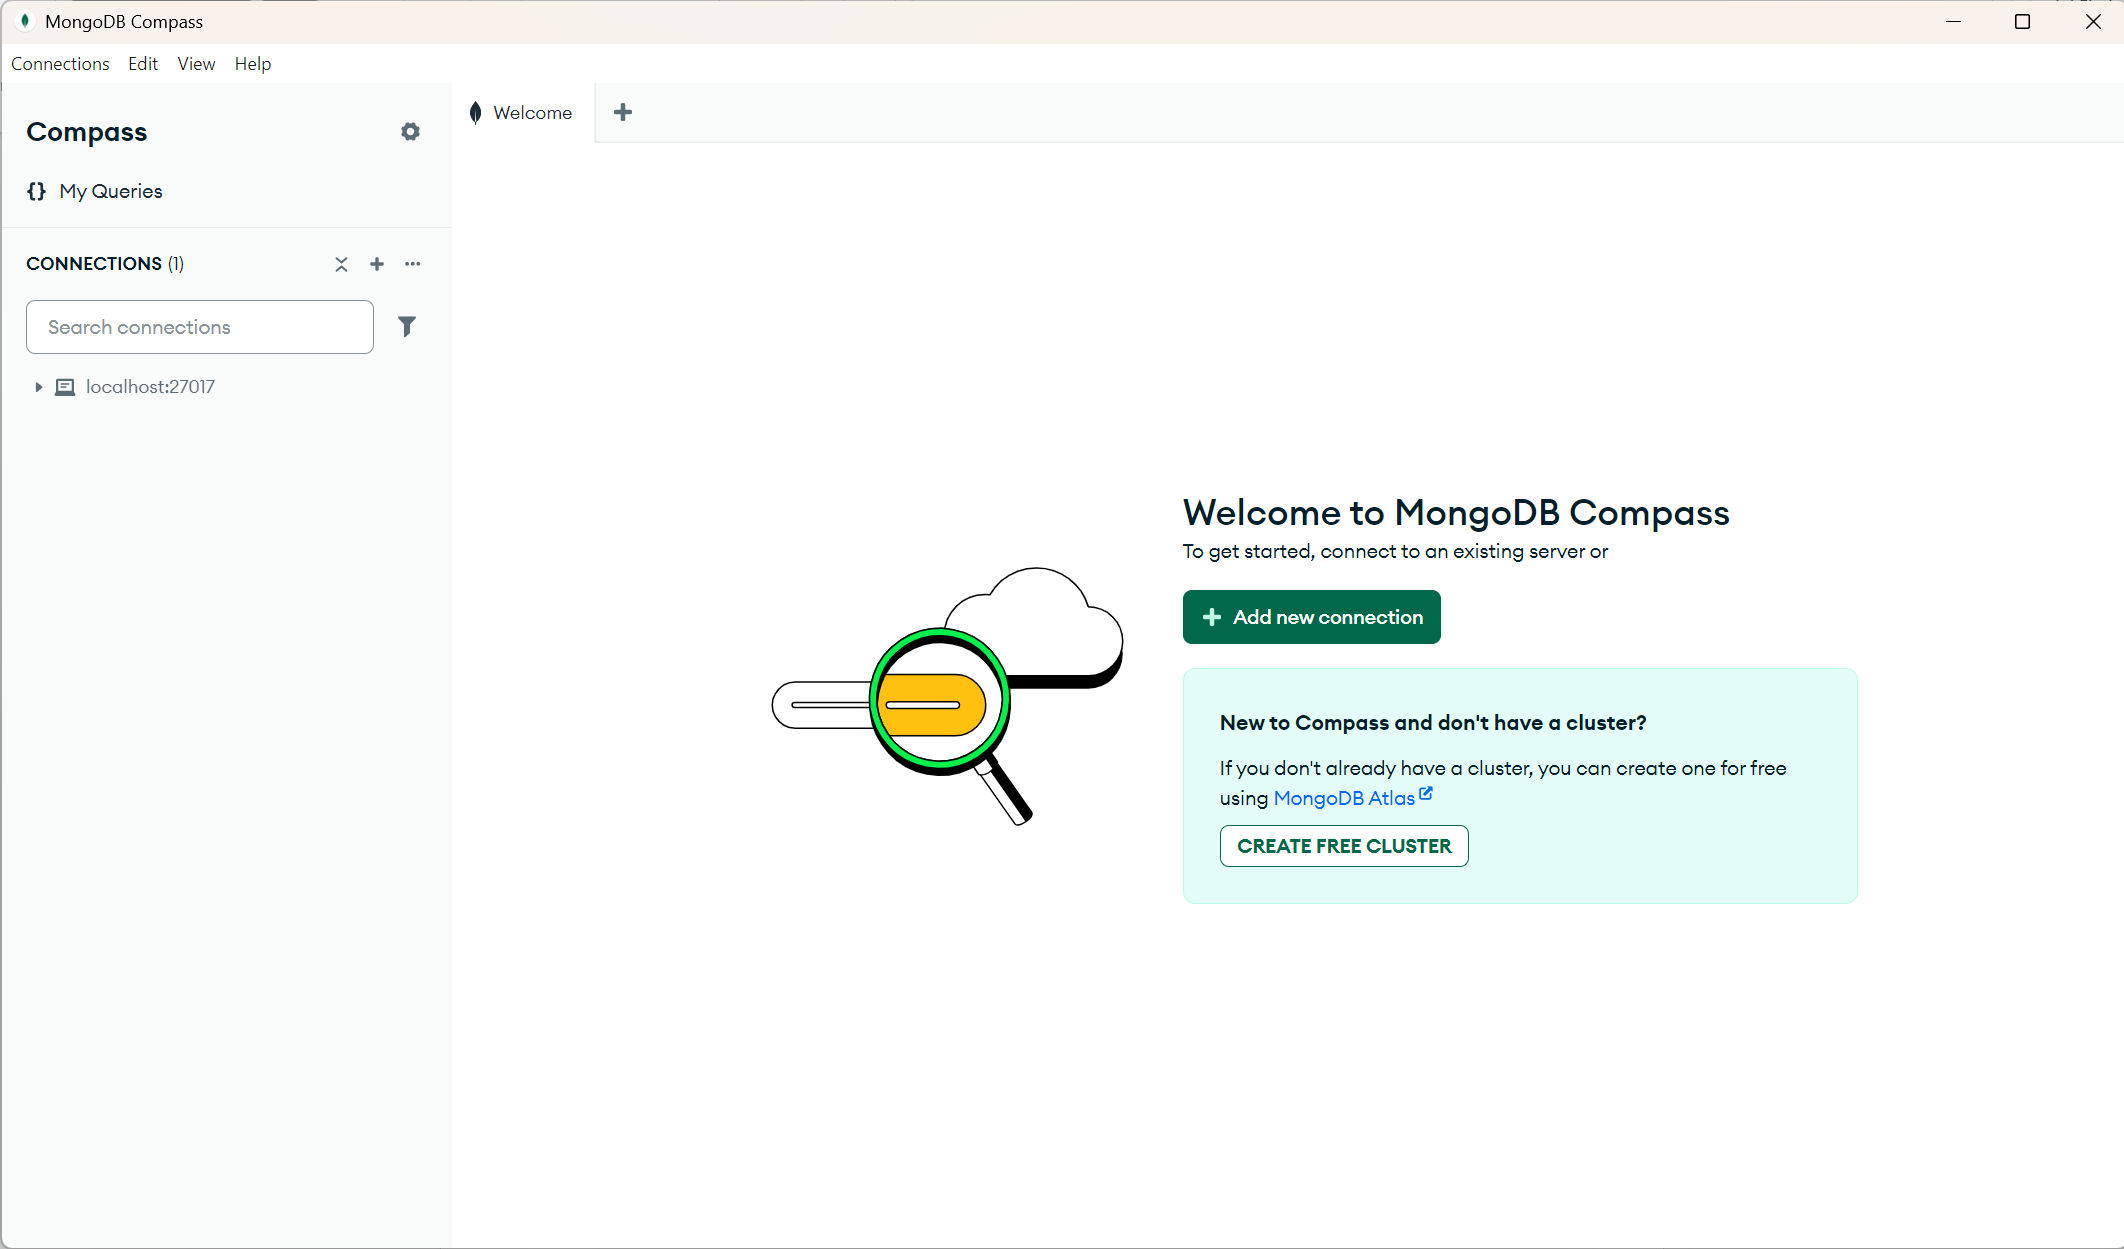 MongoDB Compass
Connections Edit View Help
Compass
Welcome
{} My Queries
CONNECTIONS (1)
Search connections
localhost:27017
Welcome to MongoDB Compass
To get started, connect to an existing server or
Add new connection
New to Compass and don't have a cluster?
If you don't already have a cluster, you can create one for free
using MongoDB Atlas
CREATE FREE CLUSTER